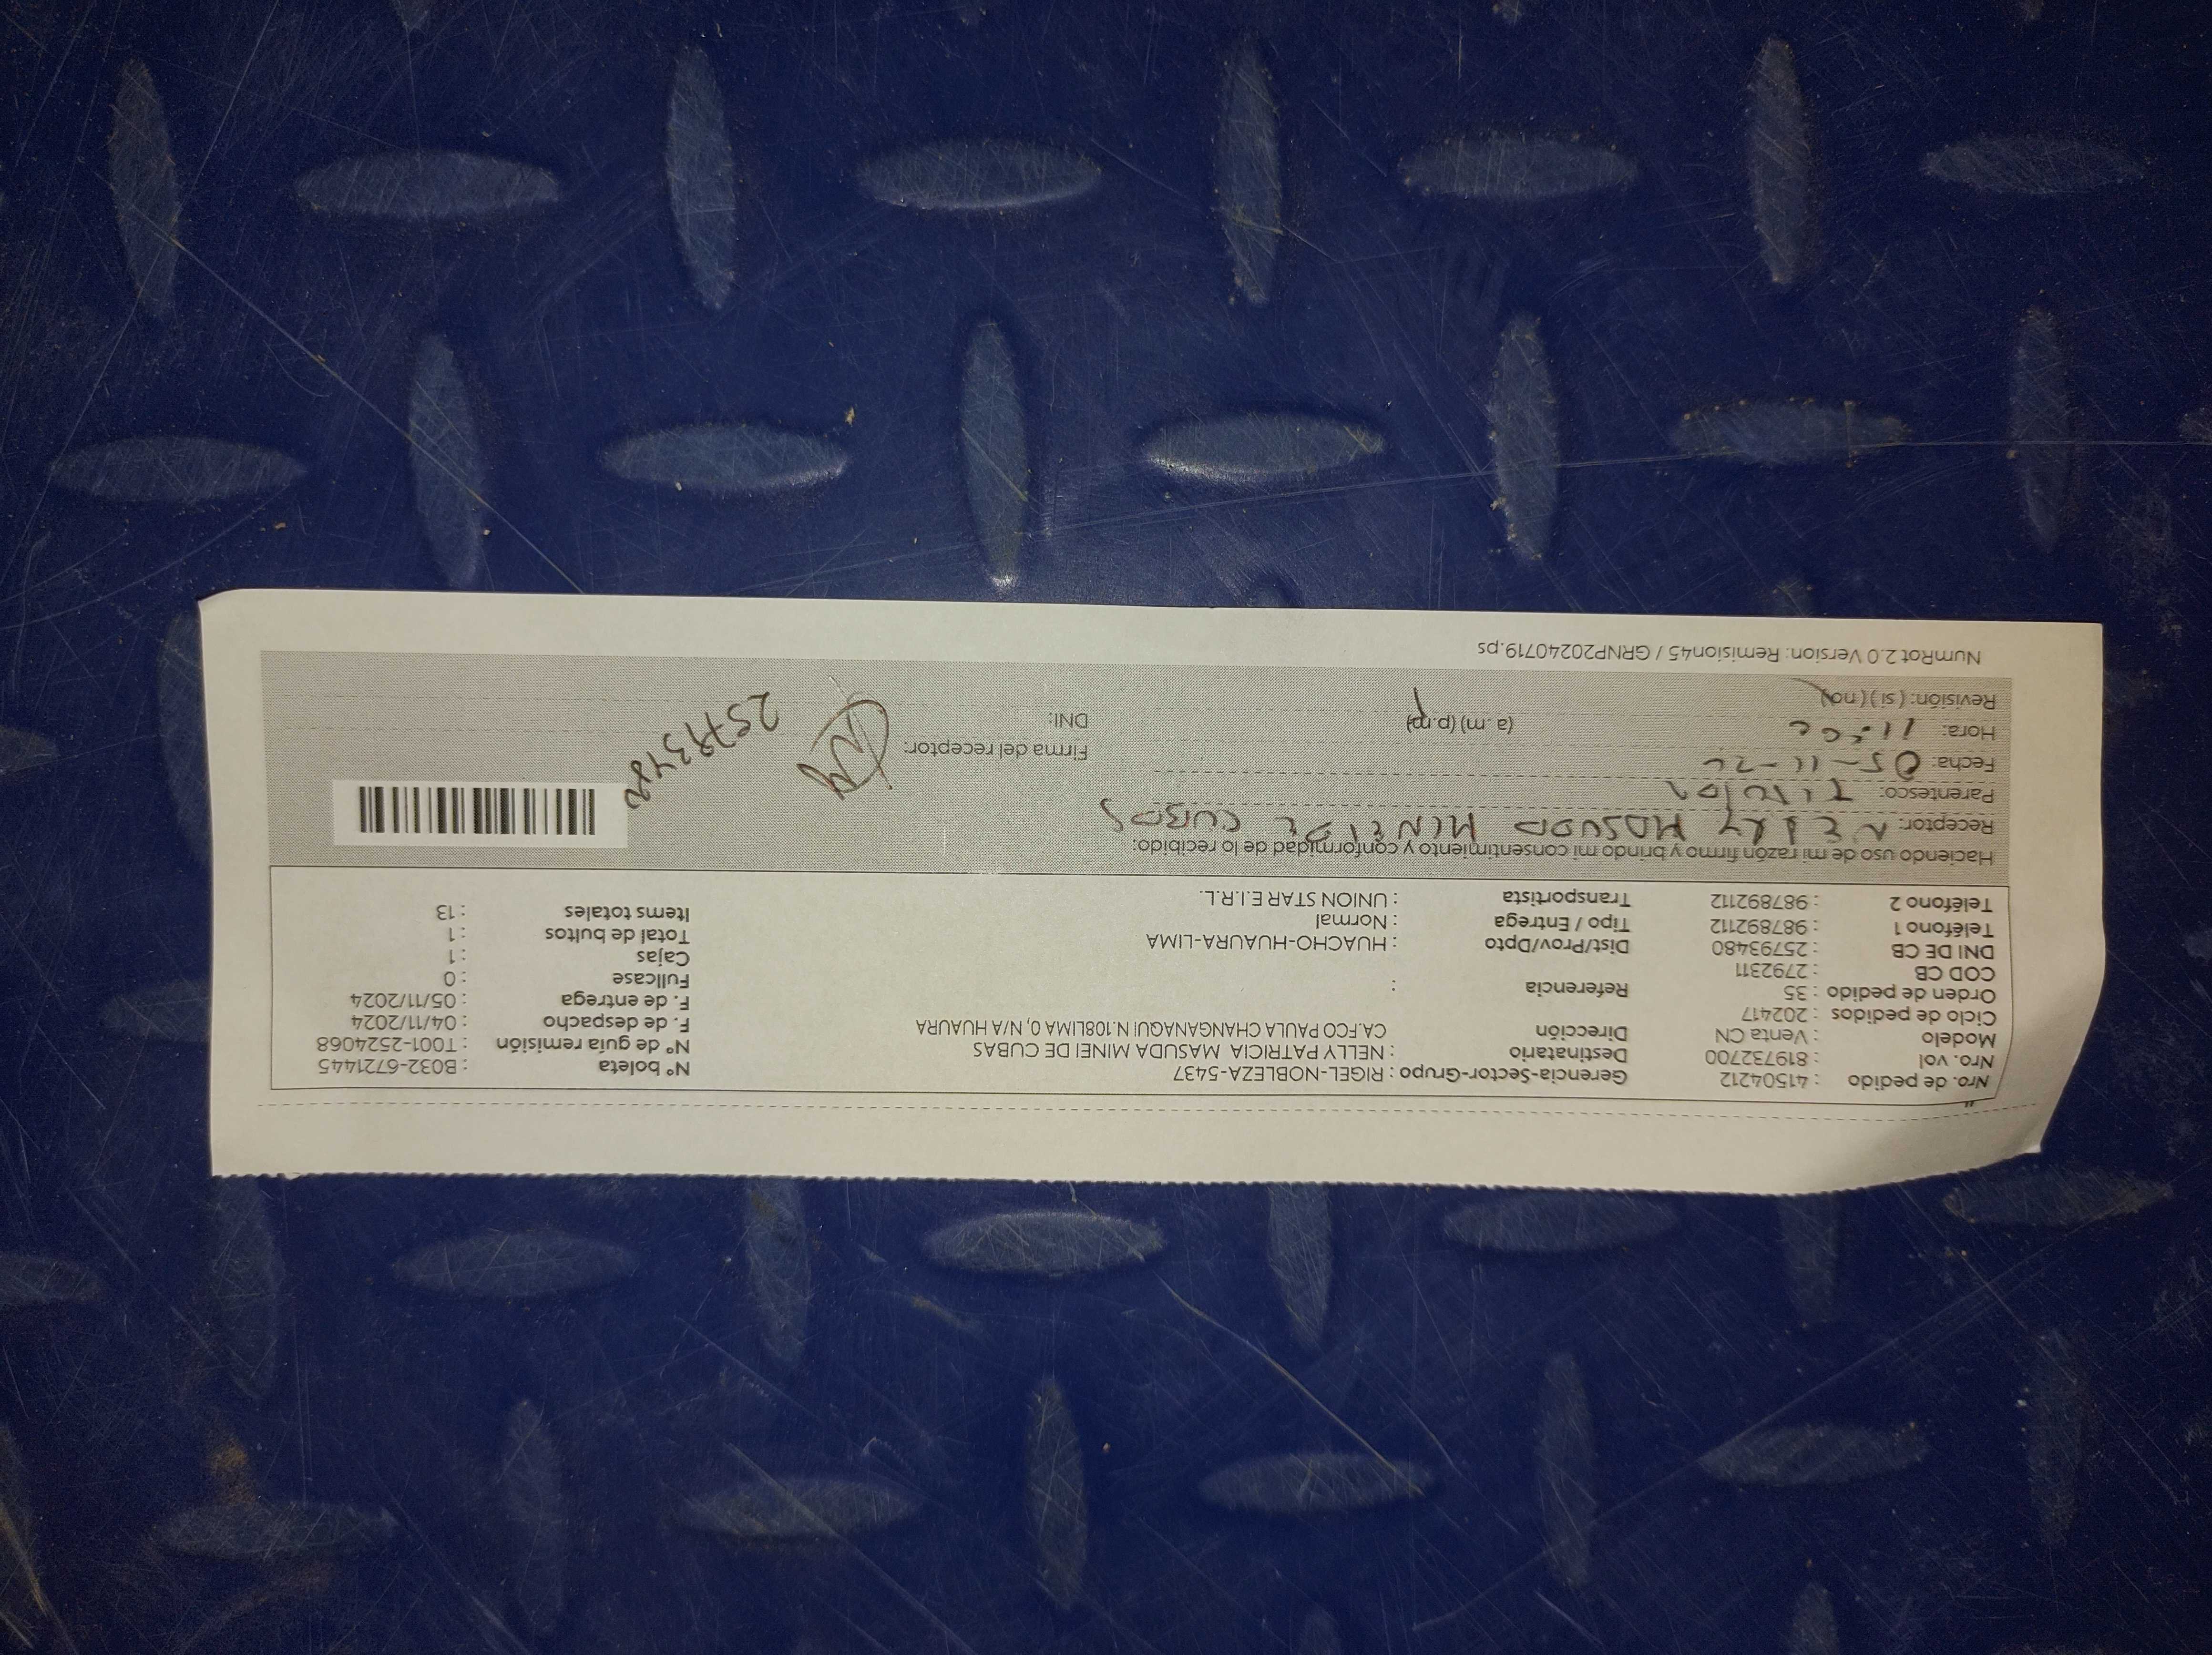 Nro. de pedido : 41504212 Gerencia-Sector-Grupo : RIGEL-NOBLEZA-5437 N° boleta : B032-6721445
Nro. vol : 819732700 Destinatario : NELLY PATRICIA MASUDA MINEI DE CUBAS N° de guía remisión : T001-2524068
Modelo : Venta CN Dirección CA.FCO PAULA CHANGANAQUI N.108LIMA 0, N/A HUAURA F. de despacho : 04/11/2024
Ciclo de pedidos : 202417 F. de entrega : 05/11/2024
Orden de pedido : 35 Referencia : Fullcase : 0
COD CB : 2792311 Cajas : 1
DNI DE CB : 25793480 Dist/Prov/Dpto : HUACHO-HUAURA-LIMA Total de bultos : 1
Teléfono 1 : 987892112 Tipo / Entrega : Normal Items totales : 13
Teléfono 2 : 987892112 Transportista : UNION STAR E.I.R.L.
Haciendo uso de mi razón firmo y brindo mi consentimiento y conformidad de lo recibido:
Receptor: MASUDA MINEI DE CUBAS
Parentesco: Titular
Fecha: 05-11-24 Firma del receptor:
Hora: (a.m) (p.m) DNI: 25793480
Revisión: (si) (no)
NumRot 2.0 Version: Remision45 / GRNP20240719.ps